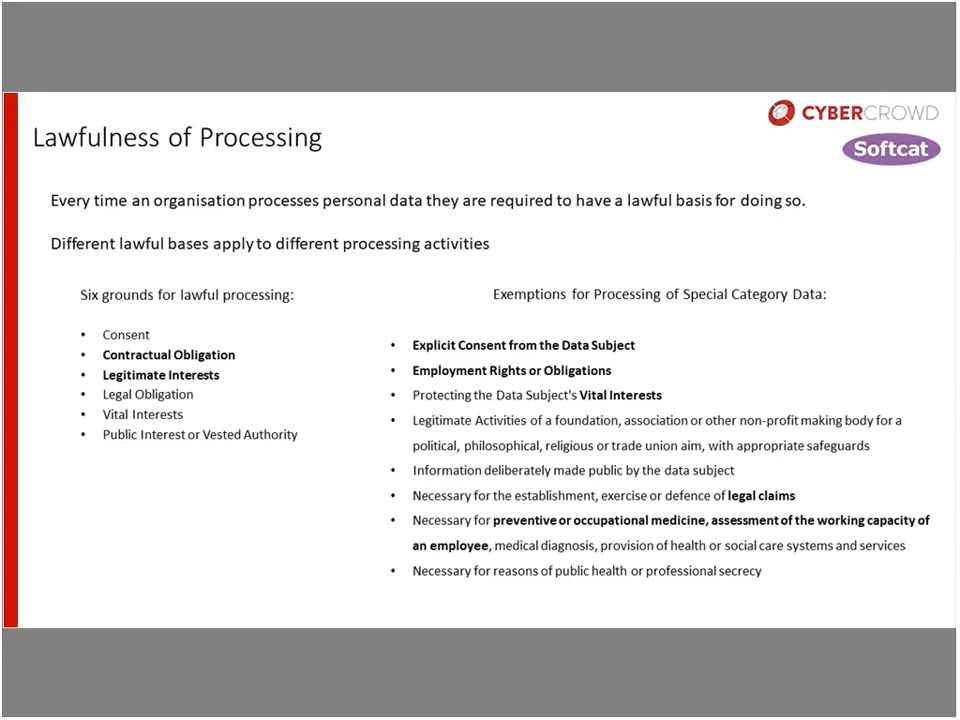 CYBERCROWD
Softcat
Lawfulness of Processing
Every time an organisation processes personal data they are required to have a lawful basis for doing so.
Different lawful bases apply to different processing activities
Six grounds for lawful processing:
• Consent
• Contractual Obligation
• Legitimate Interests
• Legal Obligation
• Vital Interests
• Public Interest or Vested Authority
Exemptions for Processing of Special Category Data:
• Explicit Consent from the Data Subject
• Employment Rights or Obligations
• Protecting the Data Subject's Vital Interests
• Legitimate Activities of a foundation, association or other non-profit making body for a
political, philosophical, religious or trade union aim, with appropriate safeguards
• Information deliberately made public by the data subject
• Necessary for the establishment, exercise or defence of legal claims
• Necessary for preventive or occupational medicine, assessment of the working capacity of
an employee, medical diagnosis, provision of health or social care systems and services
• Necessary for reasons of public health or professional secrecy